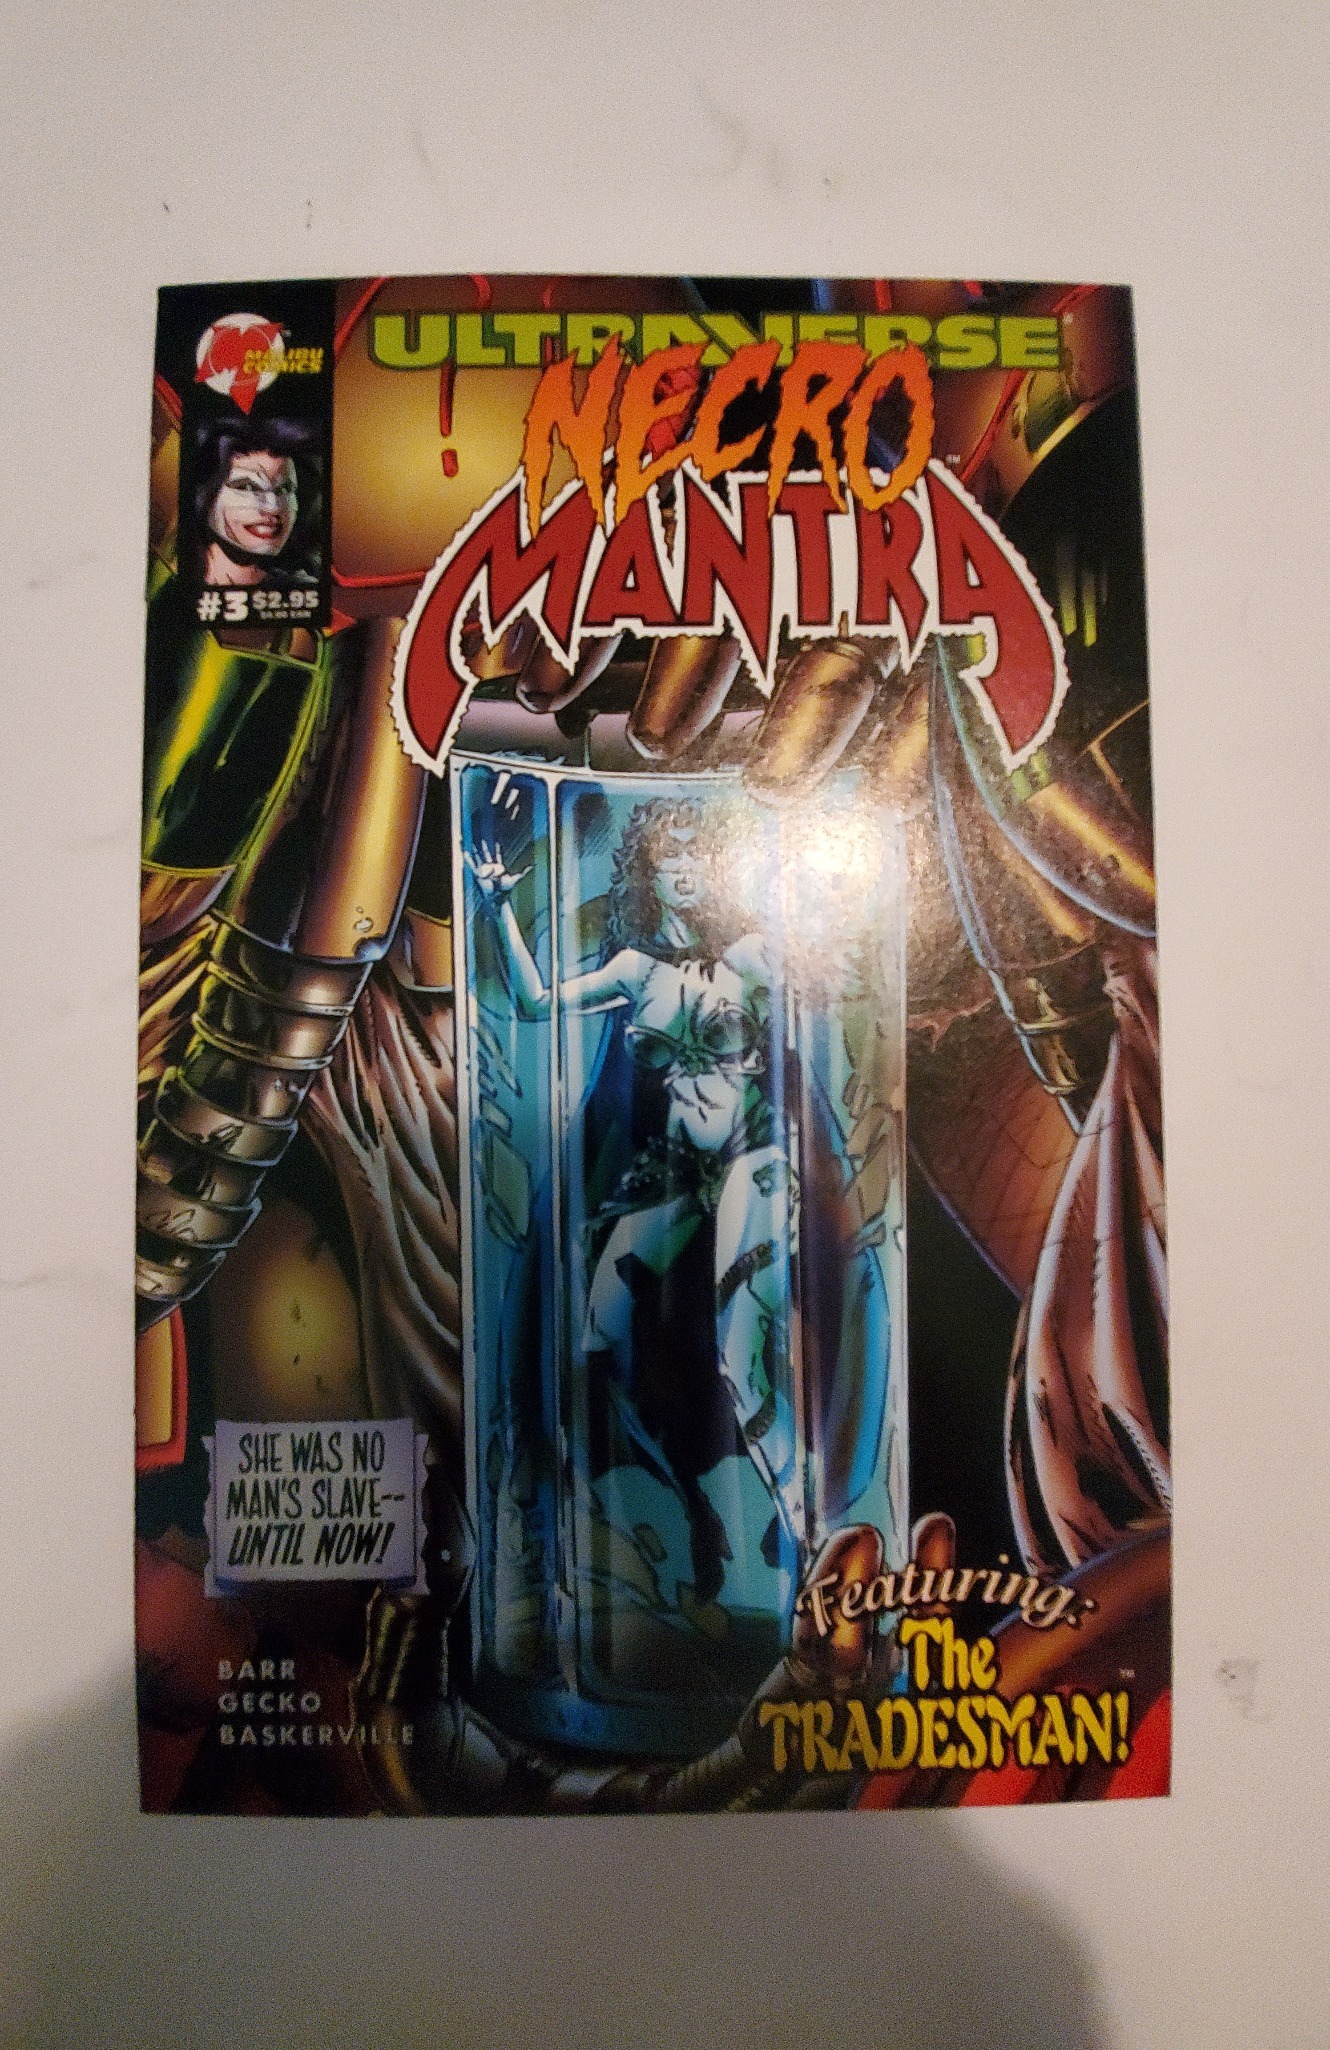 MALIBU
COMICS
#3 $2.95
ULTRAVERSE
NECRO
MANTRA
SHE WAS NO
MAN'S SLAVE--
UNTIL NOW!
BARR
GECKO
BASKERVILLE
Featuring:
The
TRADESMAN!